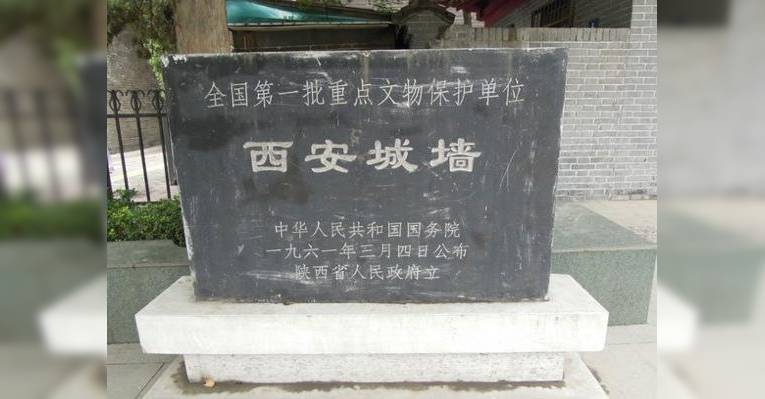 全国第一批重点文物保护单位
西安城墙
中华人民共和国国务院
一九六一年三月四日公布
陕西省人民政府立